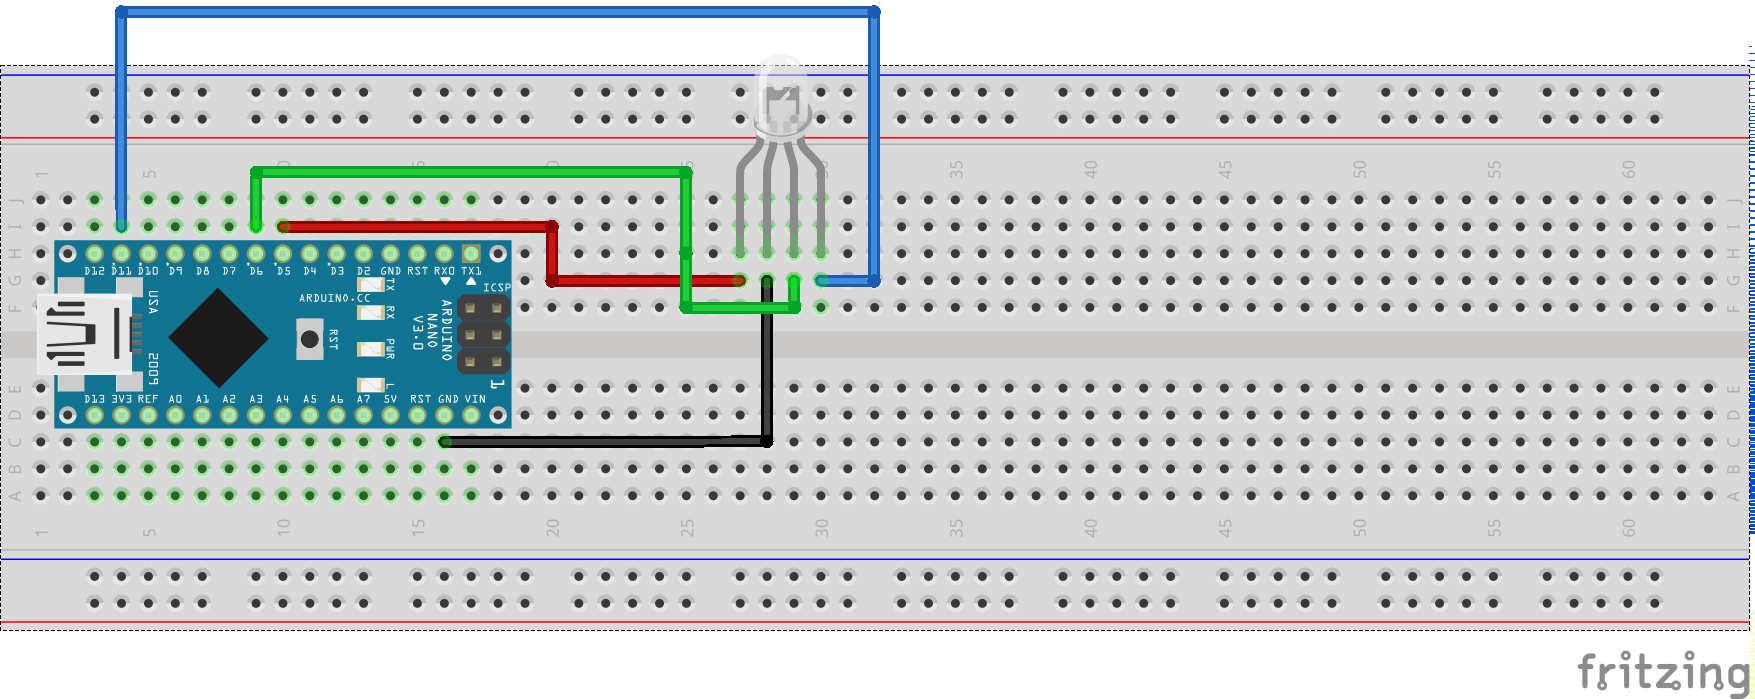 1 5 10 15 25 30 35 40 45 50 55 60
J J
I I
H H
G G
F F
D12 D11 D10 D9 D8 D7 D6 D5 D4 D3 D2 GND RST RX0 TX1
USA
2009
ARDUINO.CC
RST
TX
RX
PWR
L
ARDUINO
NANO
V3.0
ICSP
1
D13 3V3 REF A0 A1 A2 A3 A4 A5 A6 A7 5V RST GND VIN
E E
D D
C C
B B
A A
1 5 10 15 20 25 30 35 40 45 50 55 60
fritzing